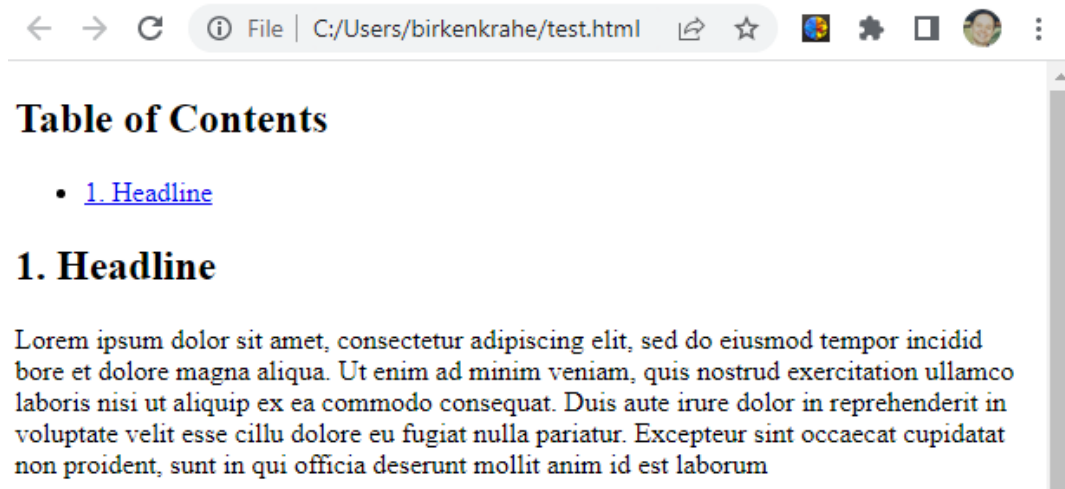 File C:/Users/birkenkrahe/test.html
Table of Contents
• 1. Headline
1. Headline
Lorem ipsum dolor sit amet, consectetur adipiscing elit, sed do eiusmod tempor incidid
bore et dolore magna aliqua. Ut enim ad minim veniam, quis nostrud exercitation ullamco
laboris nisi ut aliquip ex ea commodo consequat. Duis aute irure dolor in reprehenderit in
voluptate velit esse cillu dolore eu fugiat nulla pariatur. Excepteur sint occaecat cupidatat
non proident, sunt in qui officia deserunt mollit anim id est laborum